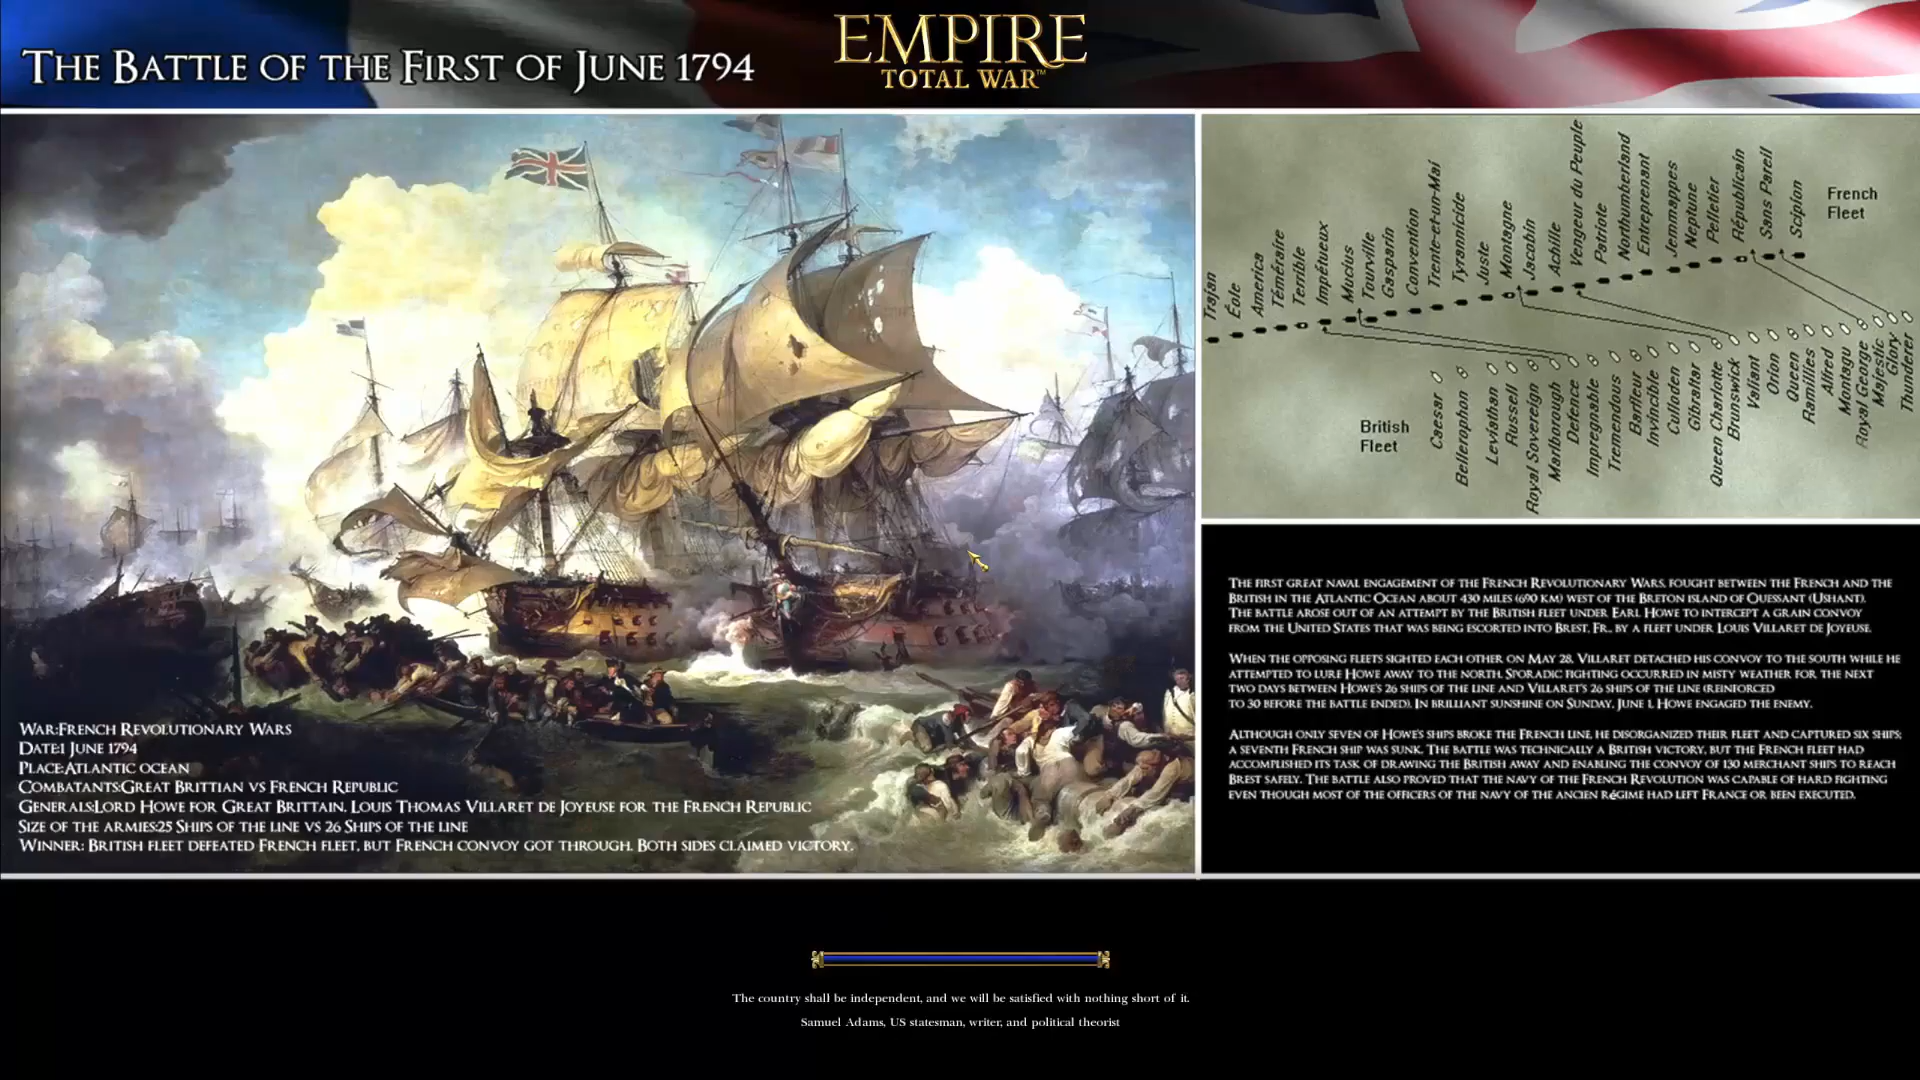 THE BATTLE OF THE FIRST OF JUNE 1794
EMPIRE
TOTAL WAR™
WAR:FRENCH REVOLUTIONARY WARS
DATE:1 JUNE 1794
PLACE:ATLANTIC OCEAN
COMBATANTS:GREAT BRITTIAN VS FRENCH REPUBLIC
GENERALS:LORD HOWE FOR GREAT BRITTAIN, LOUIS THOMAS VILLARET DE JOYEUSE FOR THE FRENCH REPUBLIC
SIZE OF THE ARMIES:25 SHIPS OF THE LINE VS 26 SHIPS OF THE LINE
WINNER: BRITISH FLEET DEFEATED FRENCH FLEET, BUT FRENCH CONVOY GOT THROUGH. BOTH SIDES CLAIMED VICTORY.
Trajan
Éole
America
Téméraire
Terrible
Impétueux
Mucius
Tourville
Gasparin
Convention
Trente-et-un-Mai
Tyrannicide
Juste
Montagne
Jacobin
Achille
Vengeur du Peuple
Patriote
Northumberland
Entreprenant
Jemmappes
Neptune
Pelletier
Républicain
Sans Pareil
Scipion
French
Fleet
British
Fleet
Caesar
Bellerophon
Leviathan
Russell
Royal Sovereign
Marlborough
Defence
Impregnable
Tremendous
Barfleur
Invincible
Culloden
Gibraltar
Queen Charlotte
Brunswick
Valiant
Orion
Queen
Ramillies
Alfred
Montagu
Royal George
Majestic
Glory
Thunderer
THE FIRST GREAT NAVAL ENGAGEMENT OF THE FRENCH REVOLUTIONARY WARS, FOUGHT BETWEEN THE FRENCH AND THE
BRITISH IN THE ATLANTIC OCEAN ABOUT 430 MILES (690 KM) WEST OF THE BRETON ISLAND OF OUESSANT (USHANT).
THE BATTLE AROSE OUT OF AN ATTEMPT BY THE BRITISH FLEET UNDER EARL HOWE TO INTERCEPT A GRAIN CONVOY
FROM THE UNITED STATES THAT WAS BEING ESCORTED INTO BREST, FR., BY A FLEET UNDER LOUIS VILLARET DE JOYEUSE.
WHEN THE OPPOSING FLEETS SIGHTED EACH OTHER ON MAY 28, VILLARET DETACHED HIS CONVOY TO THE SOUTH WHILE HE
ATTEMPTED TO LURE HOWE AWAY TO THE NORTH. SPORADIC FIGHTING OCCURRED IN MISTY WEATHER FOR THE NEXT
TWO DAYS BETWEEN HOWE'S 26 SHIPS OF THE LINE AND VILLARET'S 26 SHIPS OF THE LINE (REINFORCED
TO 30 BEFORE THE BATTLE ENDED). IN BRILLIANT SUNSHINE ON SUNDAY, JUNE 1, HOWE ENGAGED THE ENEMY.
ALTHOUGH ONLY SEVEN OF HOWE'S SHIPS BROKE THE FRENCH LINE, HE DISORGANIZED THEIR FLEET AND CAPTURED SIX SHIPS;
A SEVENTH FRENCH SHIP WAS SUNK. THE BATTLE WAS TECHNICALLY A BRITISH VICTORY, BUT THE FRENCH FLEET HAD
ACCOMPLISHED ITS TASK OF DRAWING THE BRITISH AWAY AND ENABLING THE CONVOY OF 130 MERCHANT SHIPS TO REACH
BREST SAFELY. THE BATTLE ALSO PROVED THAT THE NAVY OF THE FRENCH REVOLUTION WAS CAPABLE OF HARD FIGHTING
EVEN THOUGH MOST OF THE OFFICERS OF THE NAVY OF THE ANCIEN RÉGIME HAD LEFT FRANCE OR BEEN EXECUTED.
The country shall be independent, and we will be satisfied with nothing short of it.
Samuel Adams, US statesman, writer, and political theorist